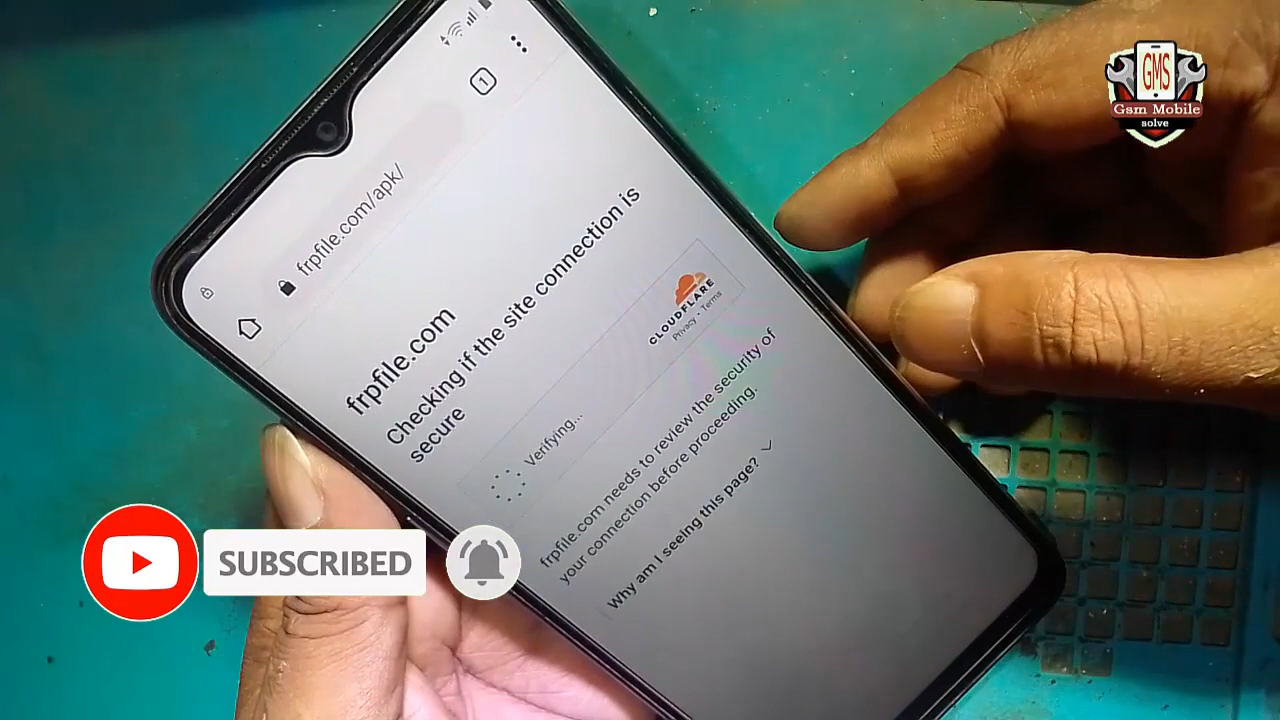 1
frpfile.com/apk/
frpfile.com
Checking if the site connection is
secure
Verifying...
CLOUDFLARE
Privacy • Terms
frpfile.com needs to review the security of
your connection before proceeding.
Why am I seeing this page?
GMS
Gsm Mobile
solve
SUBSCRIBED